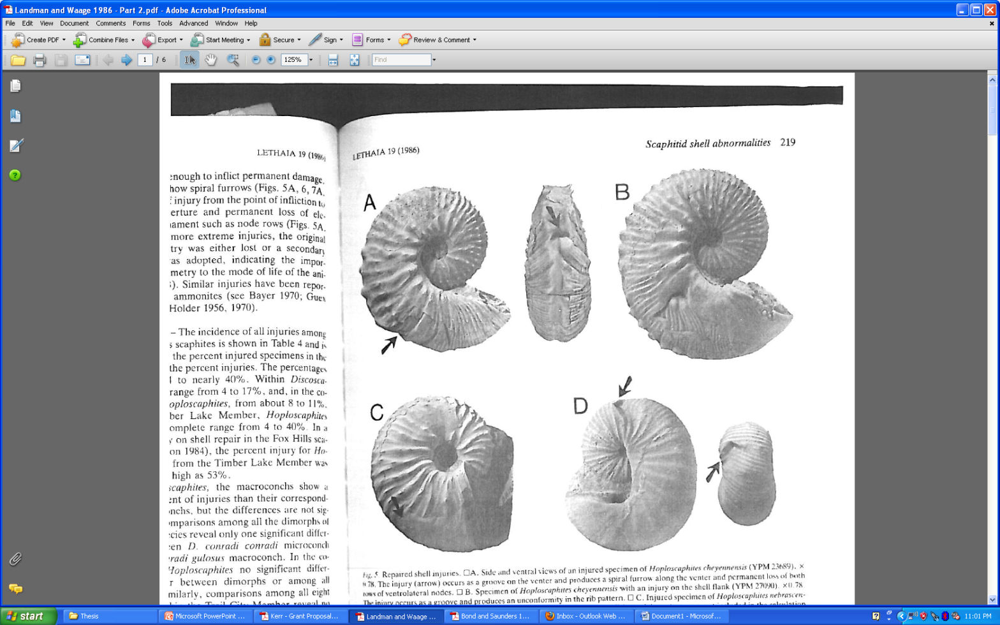 Landman and Waage 1986 - Part 2.pdf - Adobe Acrobat Professional
File Edit View Document Comments Forms Tools Advanced Window Help
Create PDF Combine Files Export Start Meeting Secure Sign Forms Review & Comment
1 / 6 125% Find
LETHAIA 19 (1986)
enough to inflict permanent damage.
how spiral furrows (Figs. 5A, 6, 7A,
f injury from the point of infliction to
erture and permanent loss of ele-
nament such as node rows (Figs. 5A,
more extreme injuries, the original
try was either lost or a secondary
as adopted, indicating the impor-
metry to the mode of life of the ani-
). Similar injuries have been repor-
ammonites (see Bayer 1970; Guex
Holder 1956, 1970).
– The incidence of all injuries among
s scaphites is shown in Table 4 and is
the percent injured specimens in the
the percent injuries. The percentages
l to nearly 40%. Within Discosca-
range from 4 to 17%, and, in the co-
oploscaphites, from about 8 to 11%.
ber Lake Member, Hoploscaphites
omplete range from 4 to 40%. In a
y on shell repair in the Fox Hills sca-
on 1984), the percent injury for Ho-
from the Timber Lake Member was
high as 53%.
scaphites, the macroconchs show a
ent of injuries than their correspond-
onchs, but the differences are not sig-
omparisons among all the dimorphs of
cies reveal only one significant differ-
en D. conradi conradi microconch
radi gulosus macroconch. In the co-
Hoploscaphites no significant differ-
r between dimorphs or among all
milarly, comparisons among all eight
in the Trail City Member reveal no
LETHAIA 19 (1986)
Scaphitid shell abnormalities 219
A
B
C
D
Fig. 5 Repaired shell injuries. □A. Side and ventral views of an injured specimen of Hoploscaphites cheyennensis (YPM 23689). ×
0.78. The injury (arrow) occurs as a groove on the venter and produces a spiral furrow along the venter and permanent loss of both
rows of ventrolateral nodes. □ B. Specimen of Hoploscaphites cheyennensis with an injury on the shell flank (YPM 27090). ×0.78.
The injury occurs as a groove and produces an unconformity in the rib pattern. □ C. Injured specimen of Hoploscaphites nebrascen-
start Thesis Microsoft PowerPoint ... Kerr - Grant Proposal... Landman and Waage ... Bond and Saunders 1... Inbox - Outlook Web ... Document1 - Microsof... 11:01 PM